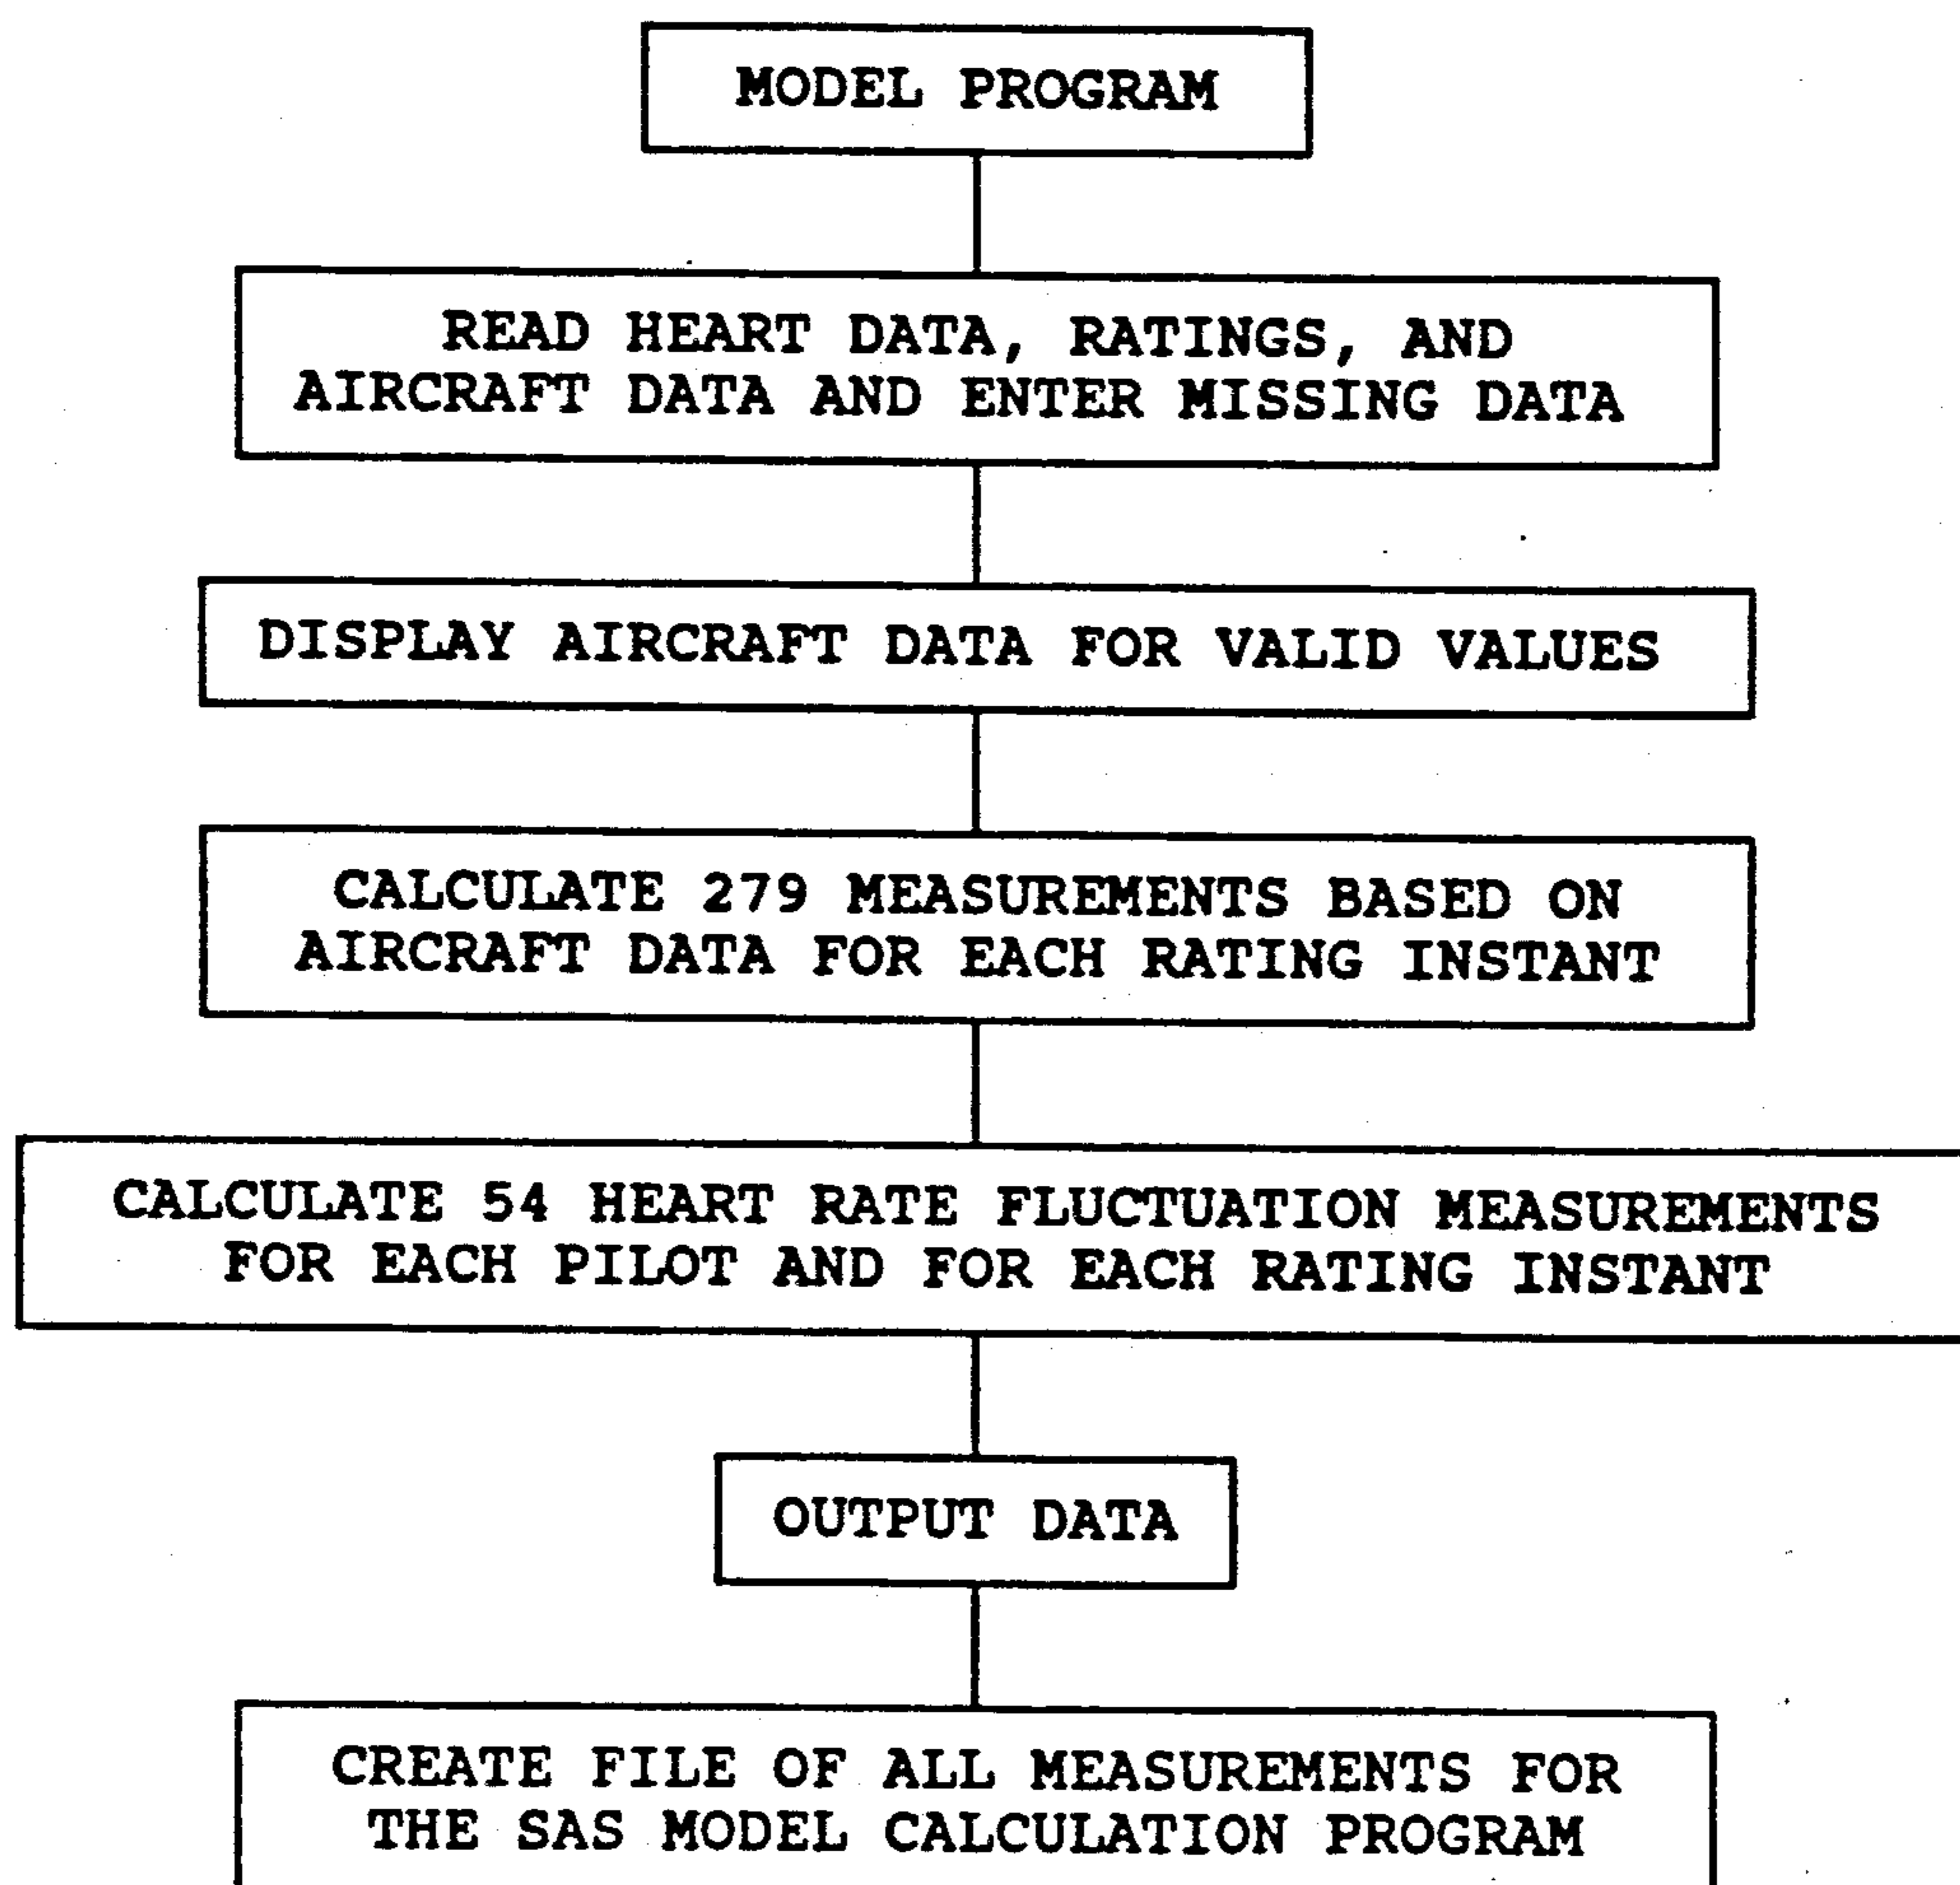 MODEL PROGRAM
READ HEART DATA, RATINGS, AND
AIRCRAFT DATA AND ENTER MISSING DATA
DISPLAY AIRCRAFT DATA FOR VALID VALUES
CALCULATE 279 MEASUREMENTS BASED ON
AIRCRAFT DATA FOR EACH RATING INSTANT
CALCULATE 54 HEART RATE FLUCTUATION MEASUREMENTS
FOR EACH PILOT AND FOR EACH RATING INSTANT
OUTPUT DATA
CREATE FILE OF ALL MEASUREMENTS FOR
THE SAS MODEL CALCULATION PROGRAM